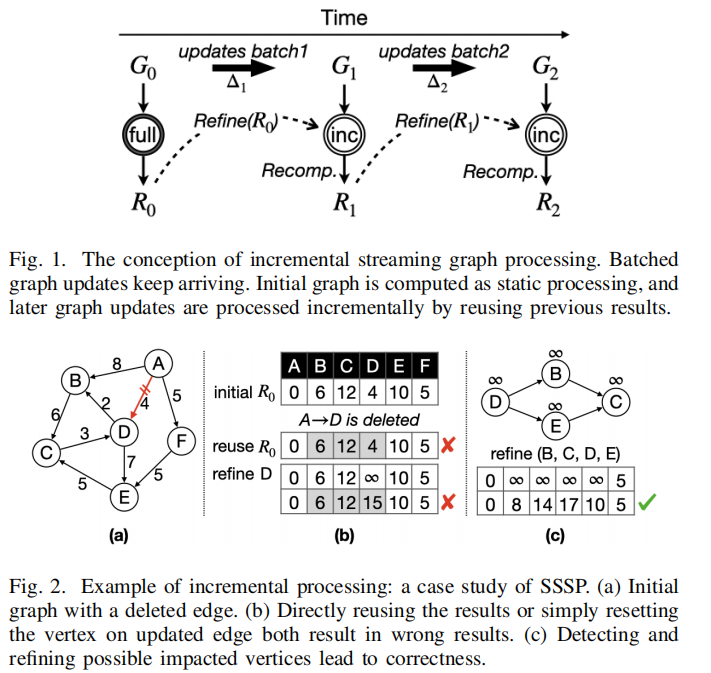 Time
G₀ updates batch1 G₁ updates batch2 G₂
Δ₁ Δ₂
full Refine(R₀) inc Refine(R₁) inc
Recomp. Recomp.
R₀ R₁ R₂
Fig. 1. The conception of incremental streaming graph processing. Batched
graph updates keep arriving. Initial graph is computed as static processing, and
later graph updates are processed incrementally by reusing previous results.
8 A
B
2 4 5
6
3 D F
C
7
5 5
E
(a)
A B C D E F
initial R₀ 0 6 12 4 10 5
A→D is deleted
reuse R₀ 0 6 12 4 10 5 ✗
refine D 0 6 12 ∞ 10 5
0 6 12 15 10 5 ✗
(b)
∞
B
∞ ∞
D ∞ C
E
refine (B, C, D, E)
0 ∞ ∞ ∞ ∞ 5
0 8 14 17 10 5 ✓
(c)
Fig. 2. Example of incremental processing: a case study of SSSP. (a) Initial
graph with a deleted edge. (b) Directly reusing the results or simply resetting
the vertex on updated edge both result in wrong results. (c) Detecting and
refining possible impacted vertices lead to correctness.